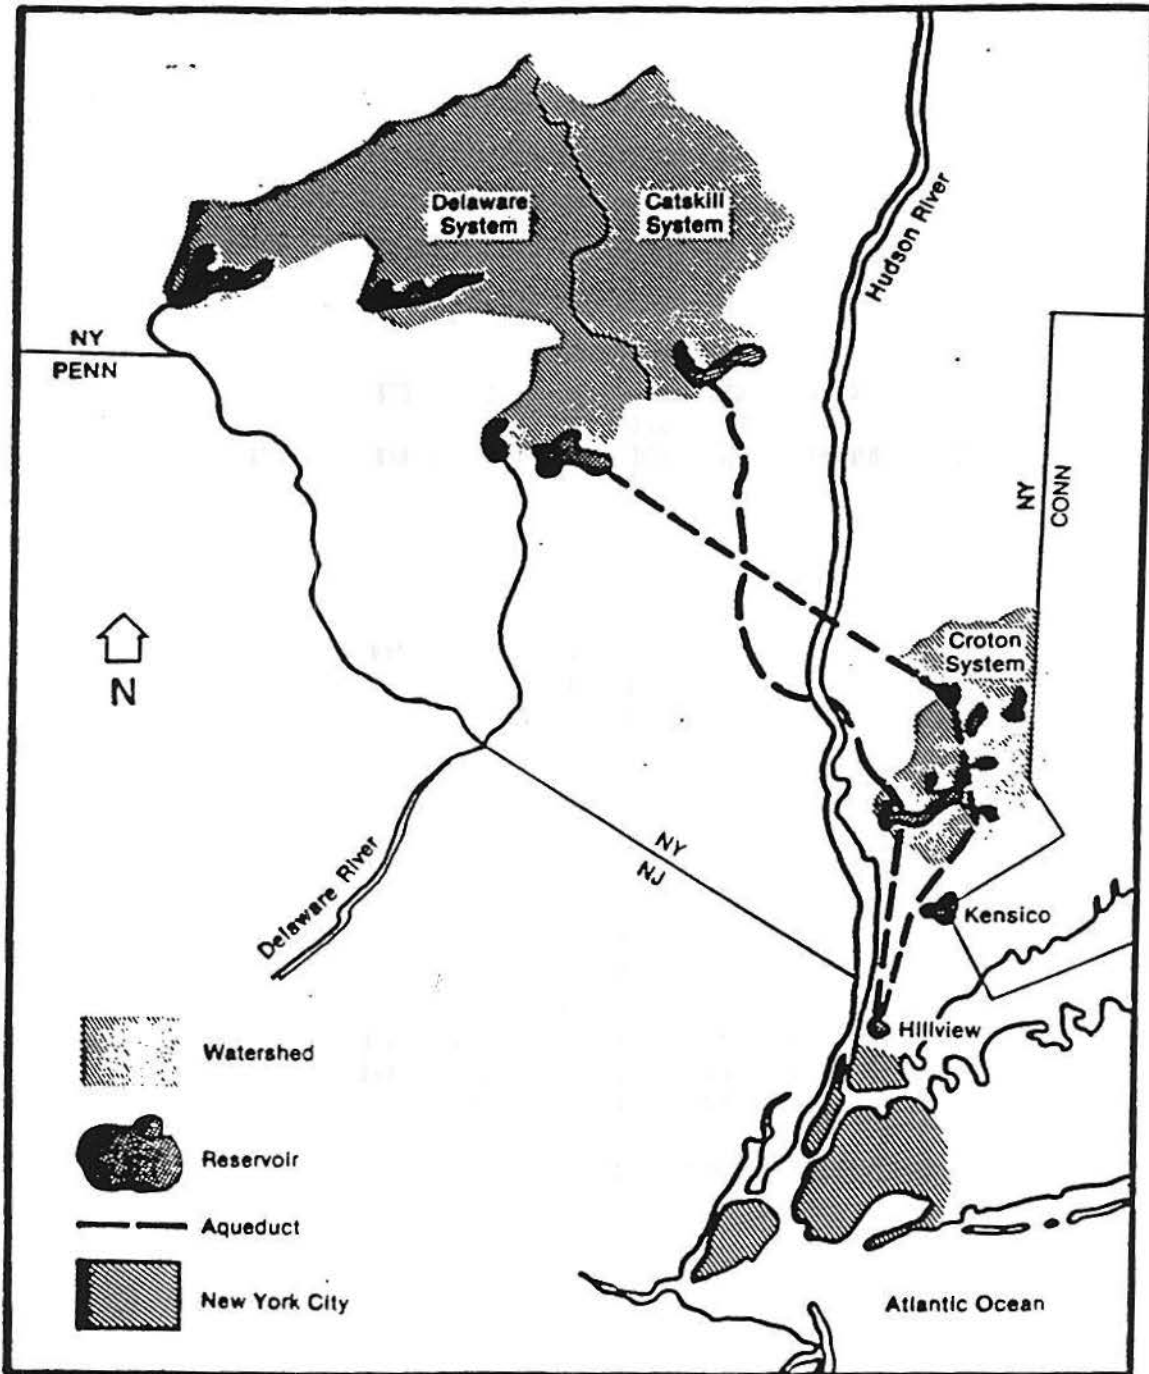 Delaware
System
Catskill
System
Hudson River
NY
PENN
NY
CONN
Croton
System
N
NY
NJ
Delaware River
Kensico
Hillview
Watershed
Reservoir
Aqueduct
New York City
Atlantic Ocean